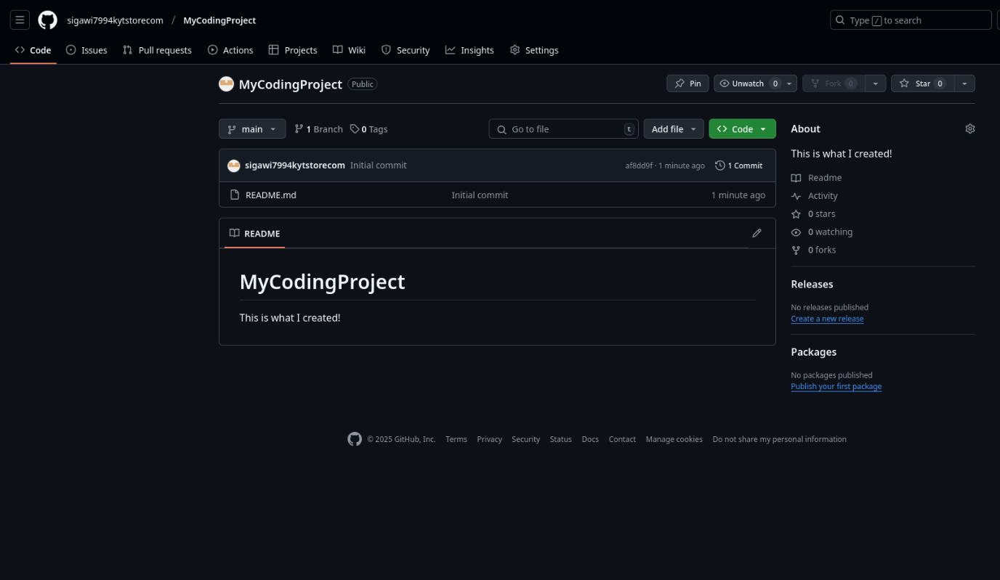 sigawi7994kytstorecom / MyCodingProject
Type / to search
Code Issues Pull requests Actions Projects Wiki Security Insights Settings
MyCodingProject Public
Pin Unwatch 0 Fork 0 Star 0
main 1 Branch 0 Tags
Go to file t Add file Code
sigawi7994kytstorecom Initial commit af8dd9f · 1 minute ago 1 Commit
README.md Initial commit 1 minute ago
README
MyCodingProject
This is what I created!
About
This is what I created!
Readme
Activity
0 stars
0 watching
0 forks
Releases
No releases published
Create a new release
Packages
No packages published
Publish your first package
© 2025 GitHub, Inc. Terms Privacy Security Status Docs Contact Manage cookies Do not share my personal information